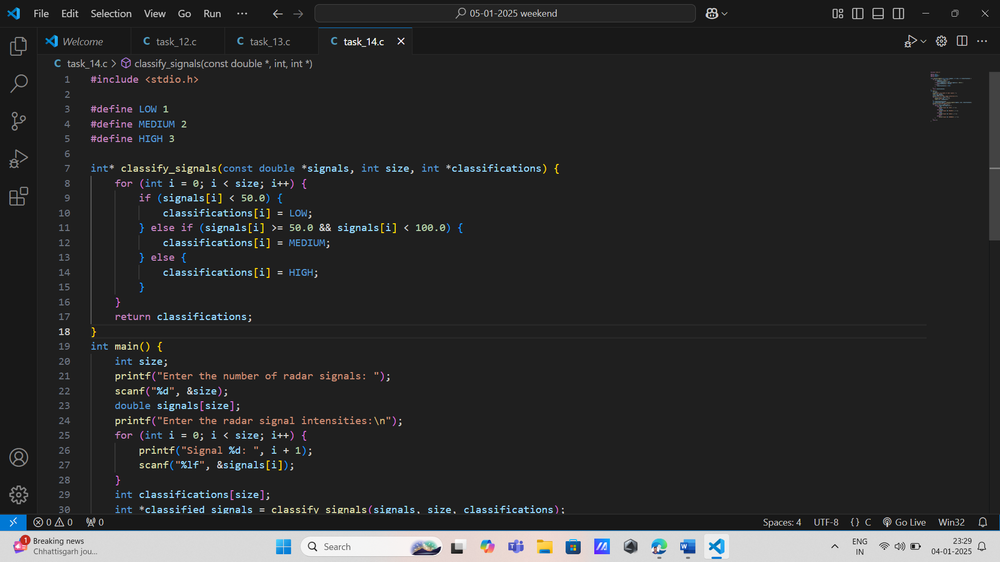 File Edit Selection View Go Run ··· 05-01-2025 weekend
Welcome C task_12.c C task_13.c C task_14.c
C task_14.c > classify_signals(const double *, int, int *)
1 #include <stdio.h>
2
3 #define LOW 1
4 #define MEDIUM 2
5 #define HIGH 3
6
7 int* classify_signals(const double *signals, int size, int *classifications) {
8     for (int i = 0; i < size; i++) {
9         if (signals[i] < 50.0) {
10             classifications[i] = LOW;
11         } else if (signals[i] >= 50.0 && signals[i] < 100.0) {
12             classifications[i] = MEDIUM;
13         } else {
14             classifications[i] = HIGH;
15         }
16     }
17     return classifications;
18 }
19 int main() {
20     int size;
21     printf("Enter the number of radar signals: ");
22     scanf("%d", &size);
23     double signals[size];
24     printf("Enter the radar signal intensities:\n");
25     for (int i = 0; i < size; i++) {
26         printf("Signal %d: ", i + 1);
27         scanf("%lf", &signals[i]);
28     }
29     int classifications[size];
30     int *classified_signals = classify_signals(signals, size, classifications);
0 0 0 Spaces: 4 UTF-8 {} C Go Live Win32
1 Breaking news
Chhattisgarh jou...
Search
W
ENG
IN
23:29
04-01-2025